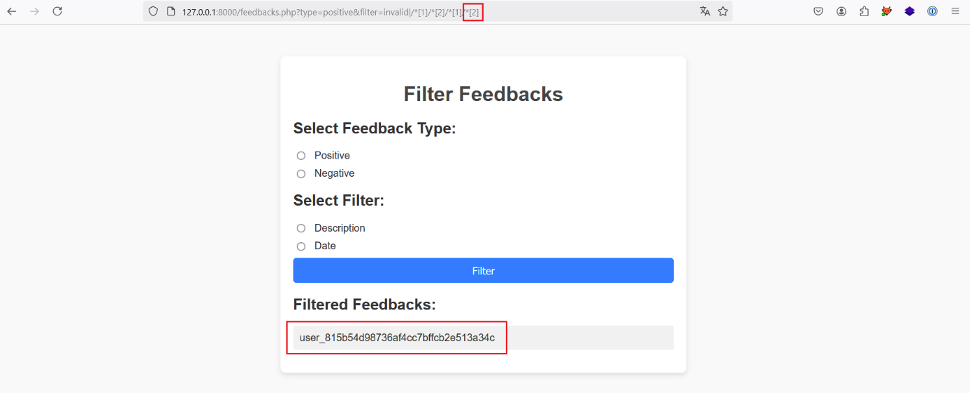 127.0.0.1:8000/feedbacks.php?type=positive&filter=invalid|/*[1]/*[2]/*[1]/*[2]
Filter Feedbacks
Select Feedback Type:
Positive
Negative
Select Filter:
Description
Date
Filter
Filtered Feedbacks:
user_815b54d98736af4cc7bffcb2e513a34c